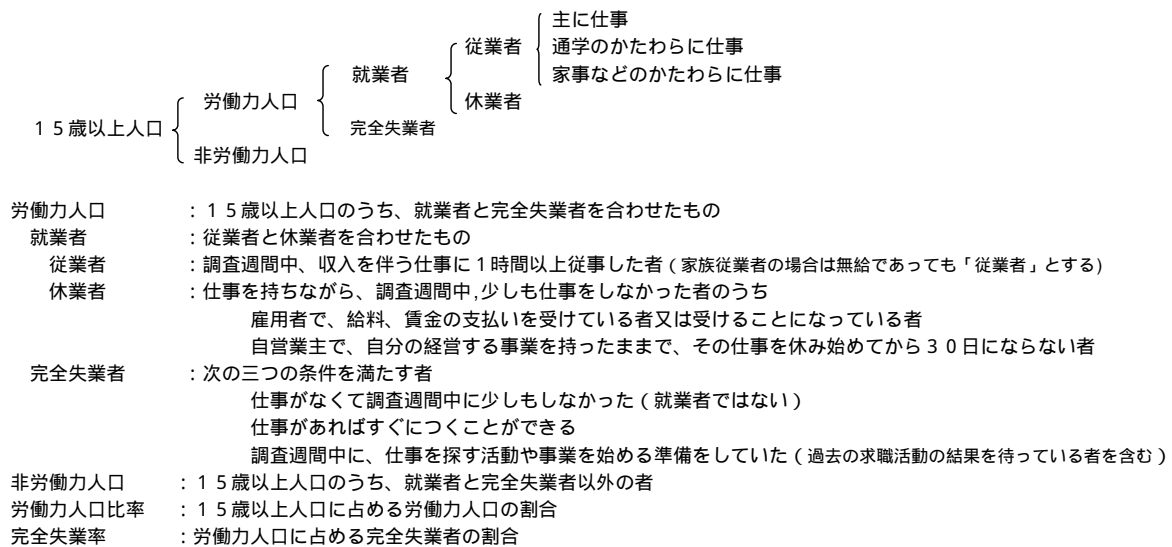 主に仕事
従業者 通学のかたわらに仕事
就業者 家事などのかたわらに仕事
労働力人口 休業者
15歳以上人口 完全失業者
非労働力人口
労働力人口 :15歳以上人口のうち、就業者と完全失業者を合わせたもの
就業者 :従業者と休業者を合わせたもの
従業者 :調査週間中、収入を伴う仕事に1時間以上従事した者(家族従業者の場合は無給であっても「従業者」とする)
休業者 :仕事を持ちながら、調査週間中,少しも仕事をしなかった者のうち
雇用者で、給料、賃金の支払いを受けている者又は受けることになっている者
自営業主で、自分の経営する事業を持ったままで、その仕事を休み始めてから30日にならない者
完全失業者 :次の三つの条件を満たす者
仕事がなくて調査週間中に少しもしなかった(就業者ではない)
仕事があればすぐにつくことができる
調査週間中に、仕事を探す活動や事業を始める準備をしていた(過去の求職活動の結果を待っている者を含む)
非労働力人口 :15歳以上人口のうち、就業者と完全失業者以外の者
労働力人口比率 :15歳以上人口に占める労働力人口の割合
完全失業率 :労働力人口に占める完全失業者の割合